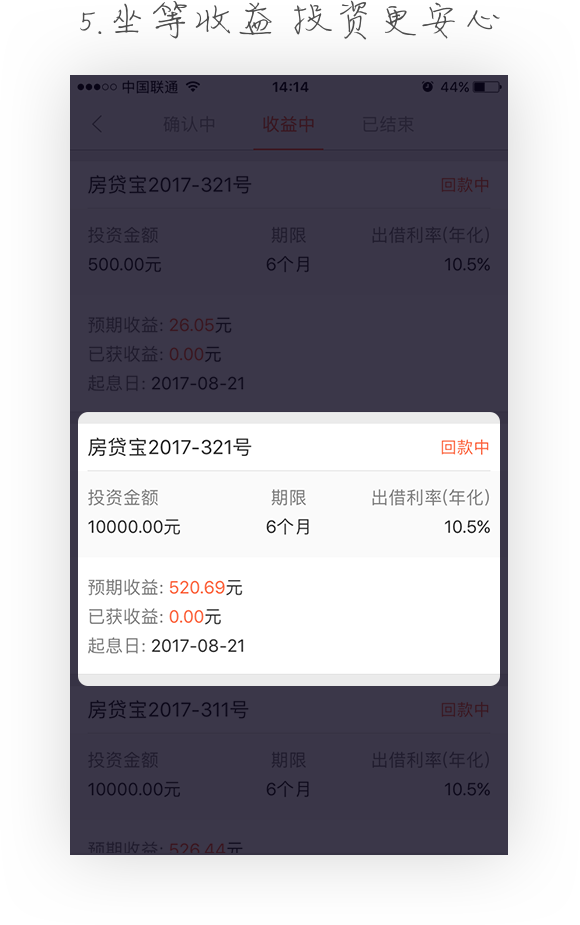 5.坐等收益 投资更安心
中国联通 14:14 44%
确认中 收益中 已结束
房贷宝2017-321号 回款中
投资金额 期限 出借利率(年化)
500.00元 6个月 10.5%
预期收益: 26.05元
已获收益: 0.00元
起息日: 2017-08-21
房贷宝2017-321号 回款中
投资金额 期限 出借利率(年化)
10000.00元 6个月 10.5%
预期收益: 520.69元
已获收益: 0.00元
起息日: 2017-08-21
房贷宝2017-311号 回款中
投资金额 期限 出借利率(年化)
10000.00元 6个月 10.5%
预期收益: 526.44元